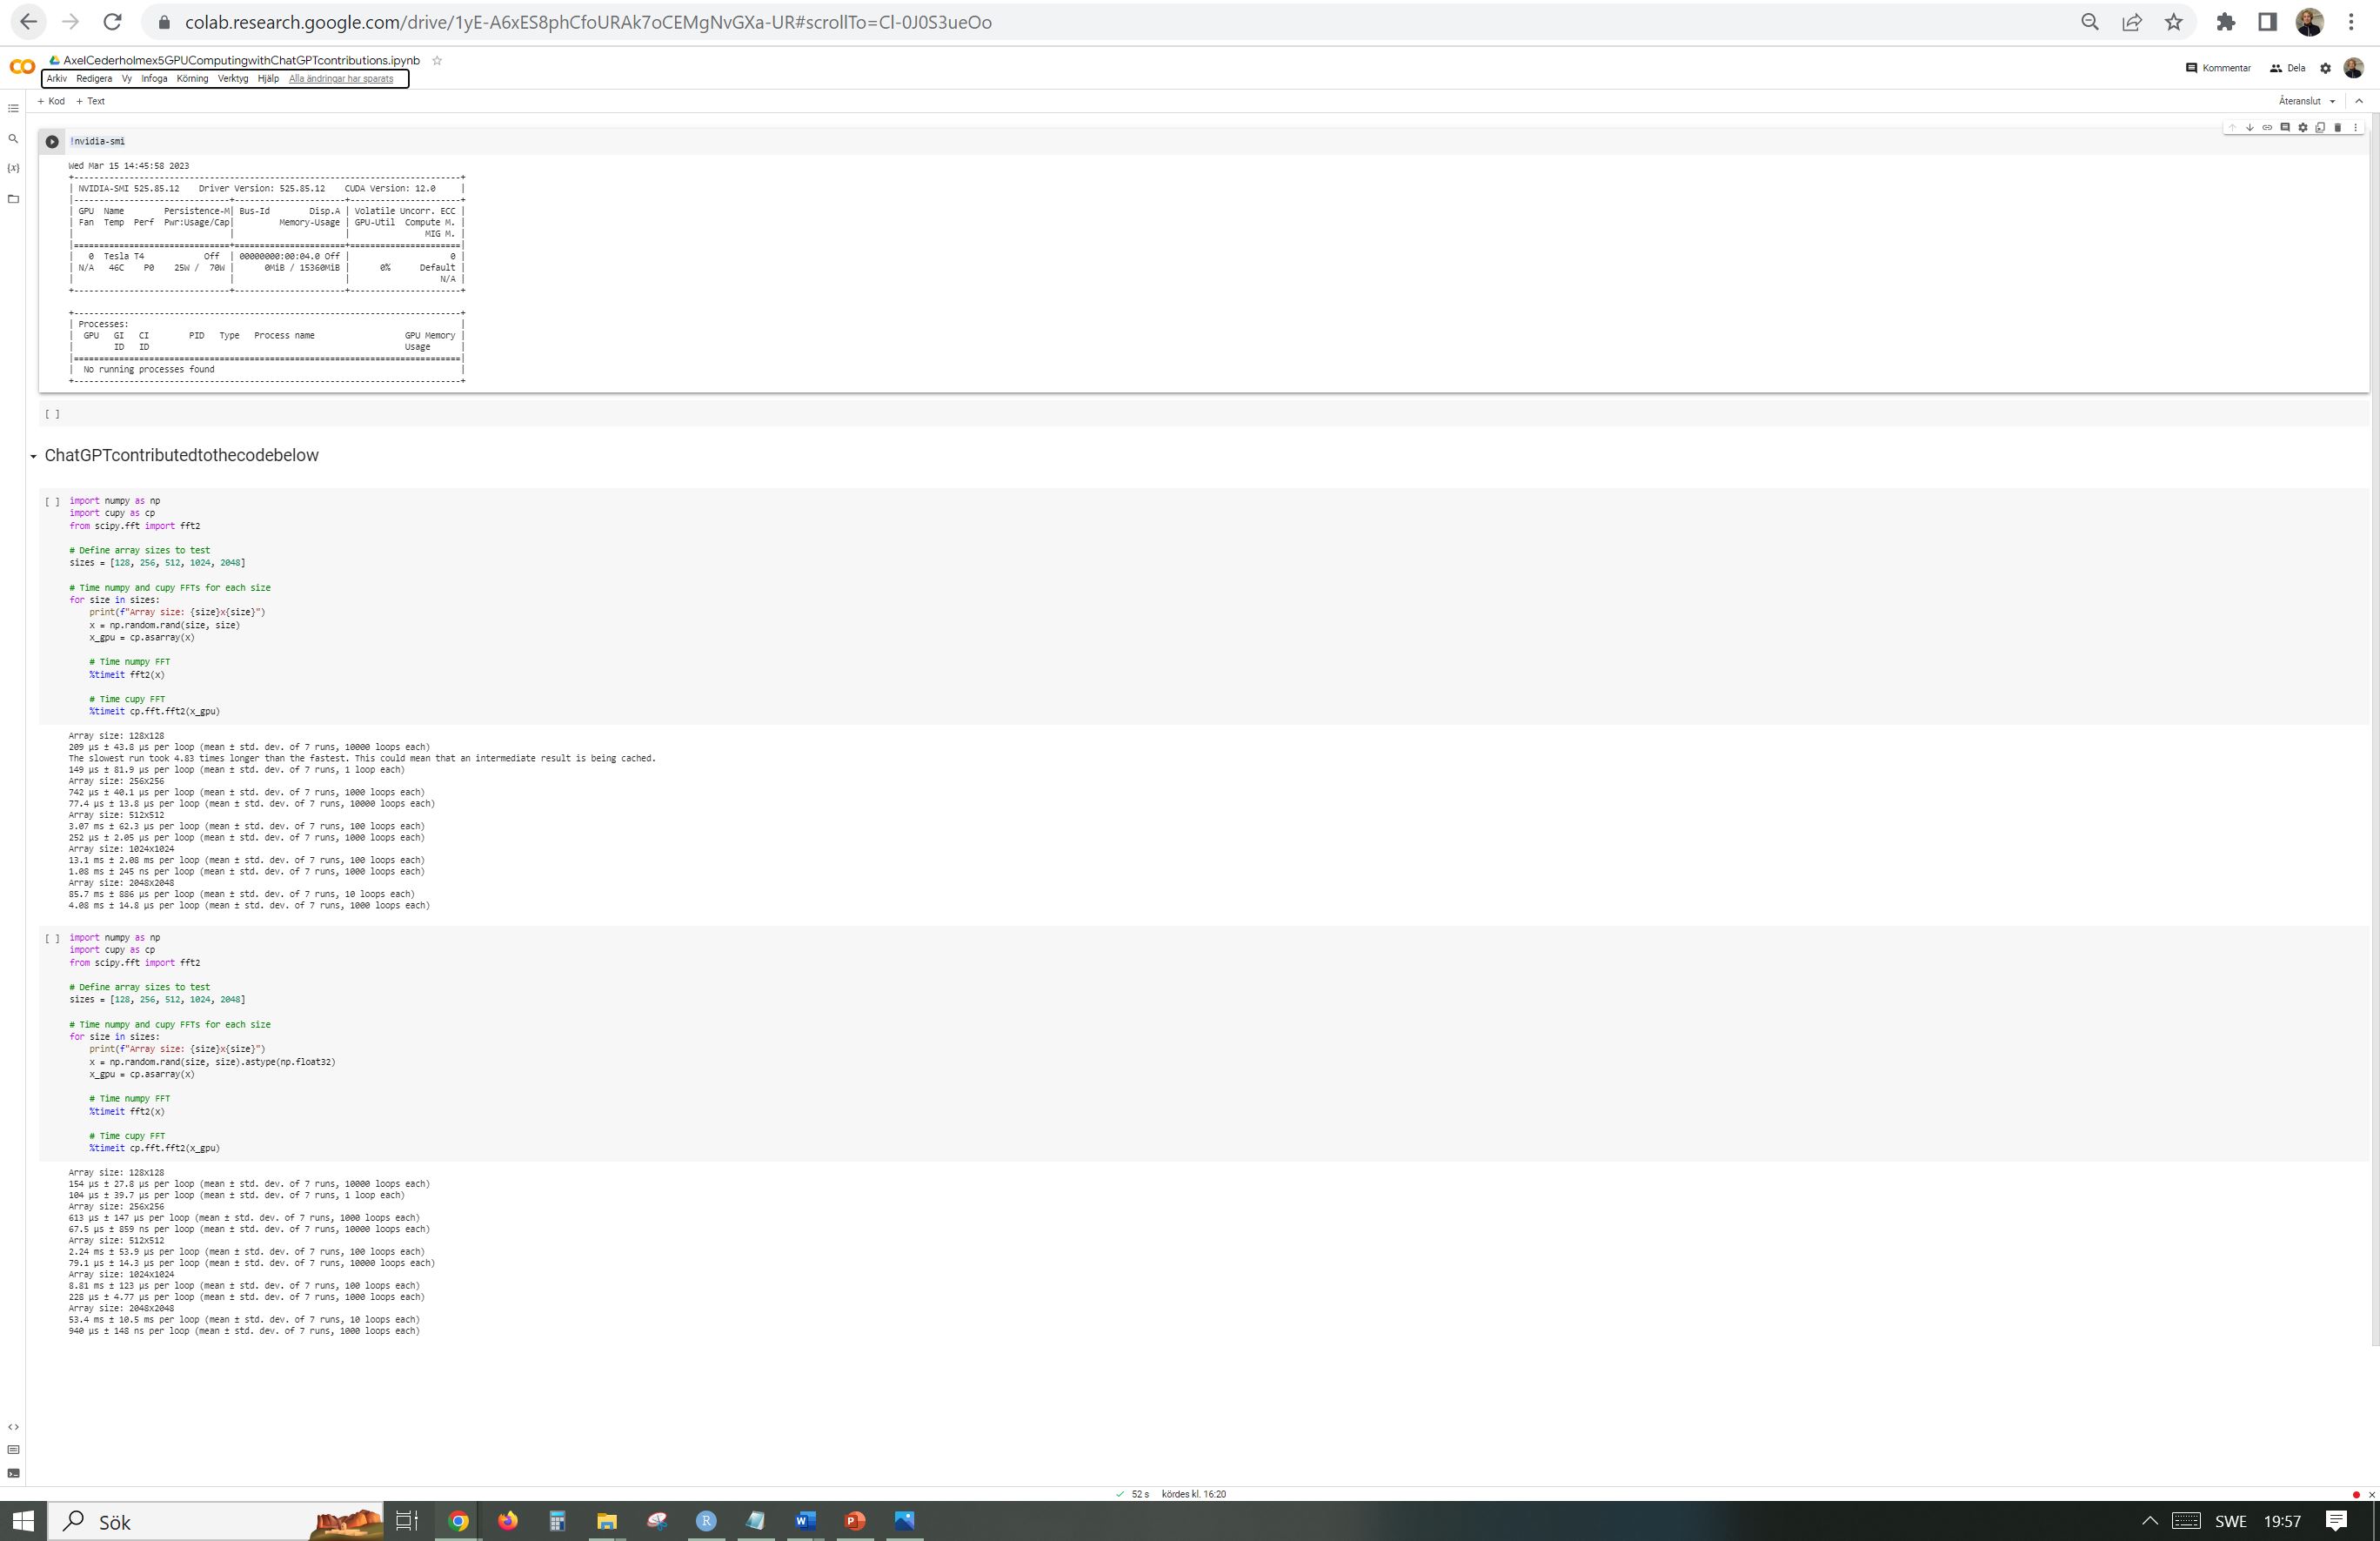 colab.research.google.com/drive/1yE-A6xES8phCfoURAk7oCEMgNvGXa-UR#scrollTo=Cl-0J0S3ueOo
AxelCederholmex5GPUComputingwithChatGPTcontributions.ipynb
Arkiv Redigera Vy Infoga Körning Verktyg Hjälp Alla ändringar har sparats
Kommentar Dela
+ Kod + Text
Återanslut
!nvidia-smi
Wed Mar 15 14:45:58 2023
+-----------------------------------------------------------------------------+
| NVIDIA-SMI 525.85.12    Driver Version: 525.85.12    CUDA Version: 12.0     |
|-------------------------------+----------------------+----------------------+
| GPU  Name        Persistence-M| Bus-Id        Disp.A | Volatile Uncorr. ECC |
| Fan  Temp  Perf  Pwr:Usage/Cap|         Memory-Usage | GPU-Util  Compute M. |
|                               |                      |               MIG M. |
|===============================+======================+======================|
|   0  Tesla T4            Off  | 00000000:00:04.0 Off |                    0 |
| N/A   46C    P0    25W /  70W |      0MiB / 15360MiB |      0%      Default |
|                               |                      |                  N/A |
+-------------------------------+----------------------+----------------------+
+-----------------------------------------------------------------------------+
| Processes:                                                                  |
|  GPU   GI   CI        PID   Type   Process name                  GPU Memory |
|        ID   ID                                                   Usage      |
|=============================================================================|
|  No running processes found                                                 |
+-----------------------------------------------------------------------------+
[ ]
ChatGPTcontributedtothecodebelow
[ ] import numpy as np
import cupy as cp
from scipy.fft import fft2
# Define array sizes to test
sizes = [128, 256, 512, 1024, 2048]
# Time numpy and cupy FFTs for each size
for size in sizes:
    print(f"Array size: {size}x{size}")
    x = np.random.rand(size, size)
    x_gpu = cp.asarray(x)
    # Time numpy FFT
    %timeit fft2(x)
    # Time cupy FFT
    %timeit cp.fft.fft2(x_gpu)
Array size: 128x128
209 µs ± 43.8 µs per loop (mean ± std. dev. of 7 runs, 10000 loops each)
The slowest run took 4.83 times longer than the fastest. This could mean that an intermediate result is being cached.
149 µs ± 81.9 µs per loop (mean ± std. dev. of 7 runs, 1 loop each)
Array size: 256x256
742 µs ± 40.1 µs per loop (mean ± std. dev. of 7 runs, 1000 loops each)
77.4 µs ± 13.8 µs per loop (mean ± std. dev. of 7 runs, 10000 loops each)
Array size: 512x512
3.07 ms ± 62.3 µs per loop (mean ± std. dev. of 7 runs, 100 loops each)
252 µs ± 2.05 µs per loop (mean ± std. dev. of 7 runs, 1000 loops each)
Array size: 1024x1024
13.1 ms ± 2.08 ms per loop (mean ± std. dev. of 7 runs, 100 loops each)
1.08 ms ± 245 ns per loop (mean ± std. dev. of 7 runs, 1000 loops each)
Array size: 2048x2048
85.7 ms ± 886 µs per loop (mean ± std. dev. of 7 runs, 10 loops each)
4.08 ms ± 14.8 µs per loop (mean ± std. dev. of 7 runs, 1000 loops each)
[ ] import numpy as np
import cupy as cp
from scipy.fft import fft2
# Define array sizes to test
sizes = [128, 256, 512, 1024, 2048]
# Time numpy and cupy FFTs for each size
for size in sizes:
    print(f"Array size: {size}x{size}")
    x = np.random.rand(size, size).astype(np.float32)
    x_gpu = cp.asarray(x)
    # Time numpy FFT
    %timeit fft2(x)
    # Time cupy FFT
    %timeit cp.fft.fft2(x_gpu)
Array size: 128x128
154 µs ± 27.8 µs per loop (mean ± std. dev. of 7 runs, 10000 loops each)
104 µs ± 39.7 µs per loop (mean ± std. dev. of 7 runs, 1 loop each)
Array size: 256x256
613 µs ± 147 µs per loop (mean ± std. dev. of 7 runs, 1000 loops each)
67.5 µs ± 859 ns per loop (mean ± std. dev. of 7 runs, 10000 loops each)
Array size: 512x512
2.24 ms ± 53.9 µs per loop (mean ± std. dev. of 7 runs, 100 loops each)
79.1 µs ± 14.3 µs per loop (mean ± std. dev. of 7 runs, 10000 loops each)
Array size: 1024x1024
8.81 ms ± 123 µs per loop (mean ± std. dev. of 7 runs, 100 loops each)
228 µs ± 4.77 µs per loop (mean ± std. dev. of 7 runs, 1000 loops each)
Array size: 2048x2048
53.4 ms ± 10.5 ms per loop (mean ± std. dev. of 7 runs, 10 loops each)
940 µs ± 148 ns per loop (mean ± std. dev. of 7 runs, 1000 loops each)
52 s kördes kl. 16:20
Sök
SWE 19:57